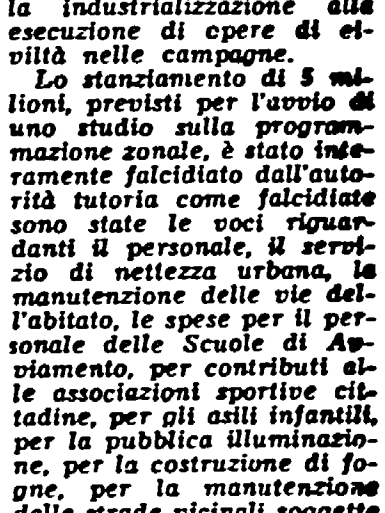 la industrializzazione alla
esecuzione di opere di ci-
viltà nelle campagne.
Lo stanziamento di 5 mi-
lioni, previsti per l'avvio di
uno studio sulla program-
mazione zonale, è stato inte-
ramente falcidiato dall'auto-
rità tutoria come falcidiate
sono state le voci riguar-
danti il personale, il servi-
zio di nettezza urbana, la
manutenzione delle vie del-
l'abitato, le spese per il per-
sonale delle Scuole di Av-
viamento, per contributi al-
le associazioni sportive cit-
tadine, per gli asili infantili,
per la pubblica illuminazio-
ne, per la costruzione di fo-
gne, per la manutenzione
delle strade vicinali soggette